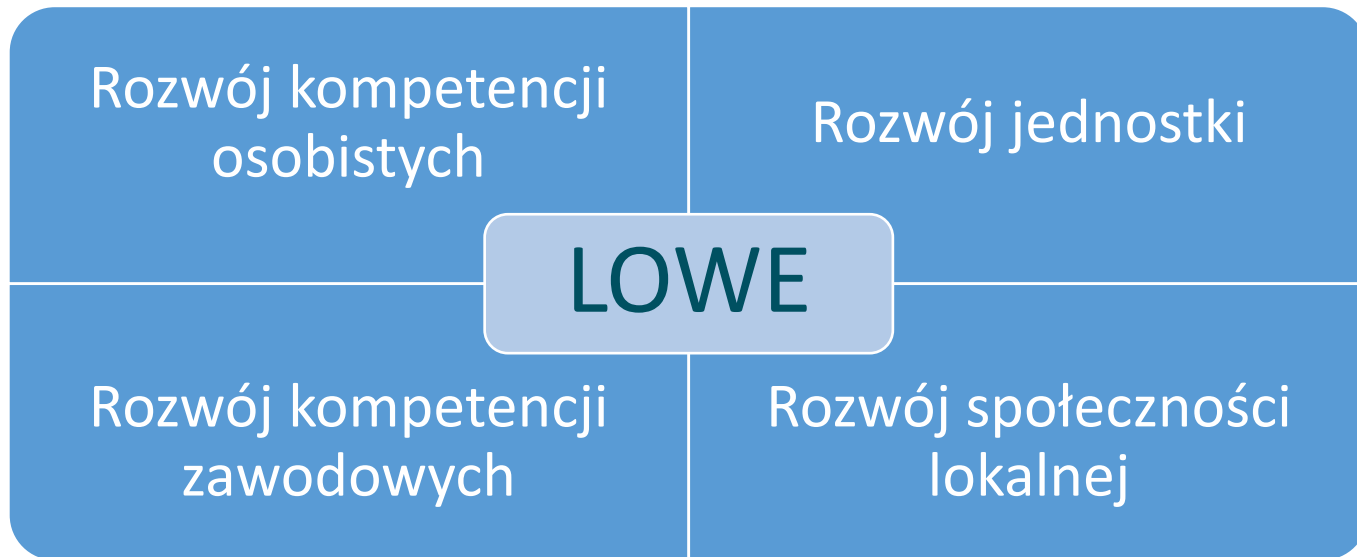 Rozwój kompetencji
osobistych
Rozwój jednostki
LOWE
Rozwój kompetencji
zawodowych
Rozwój społeczności
lokalnej